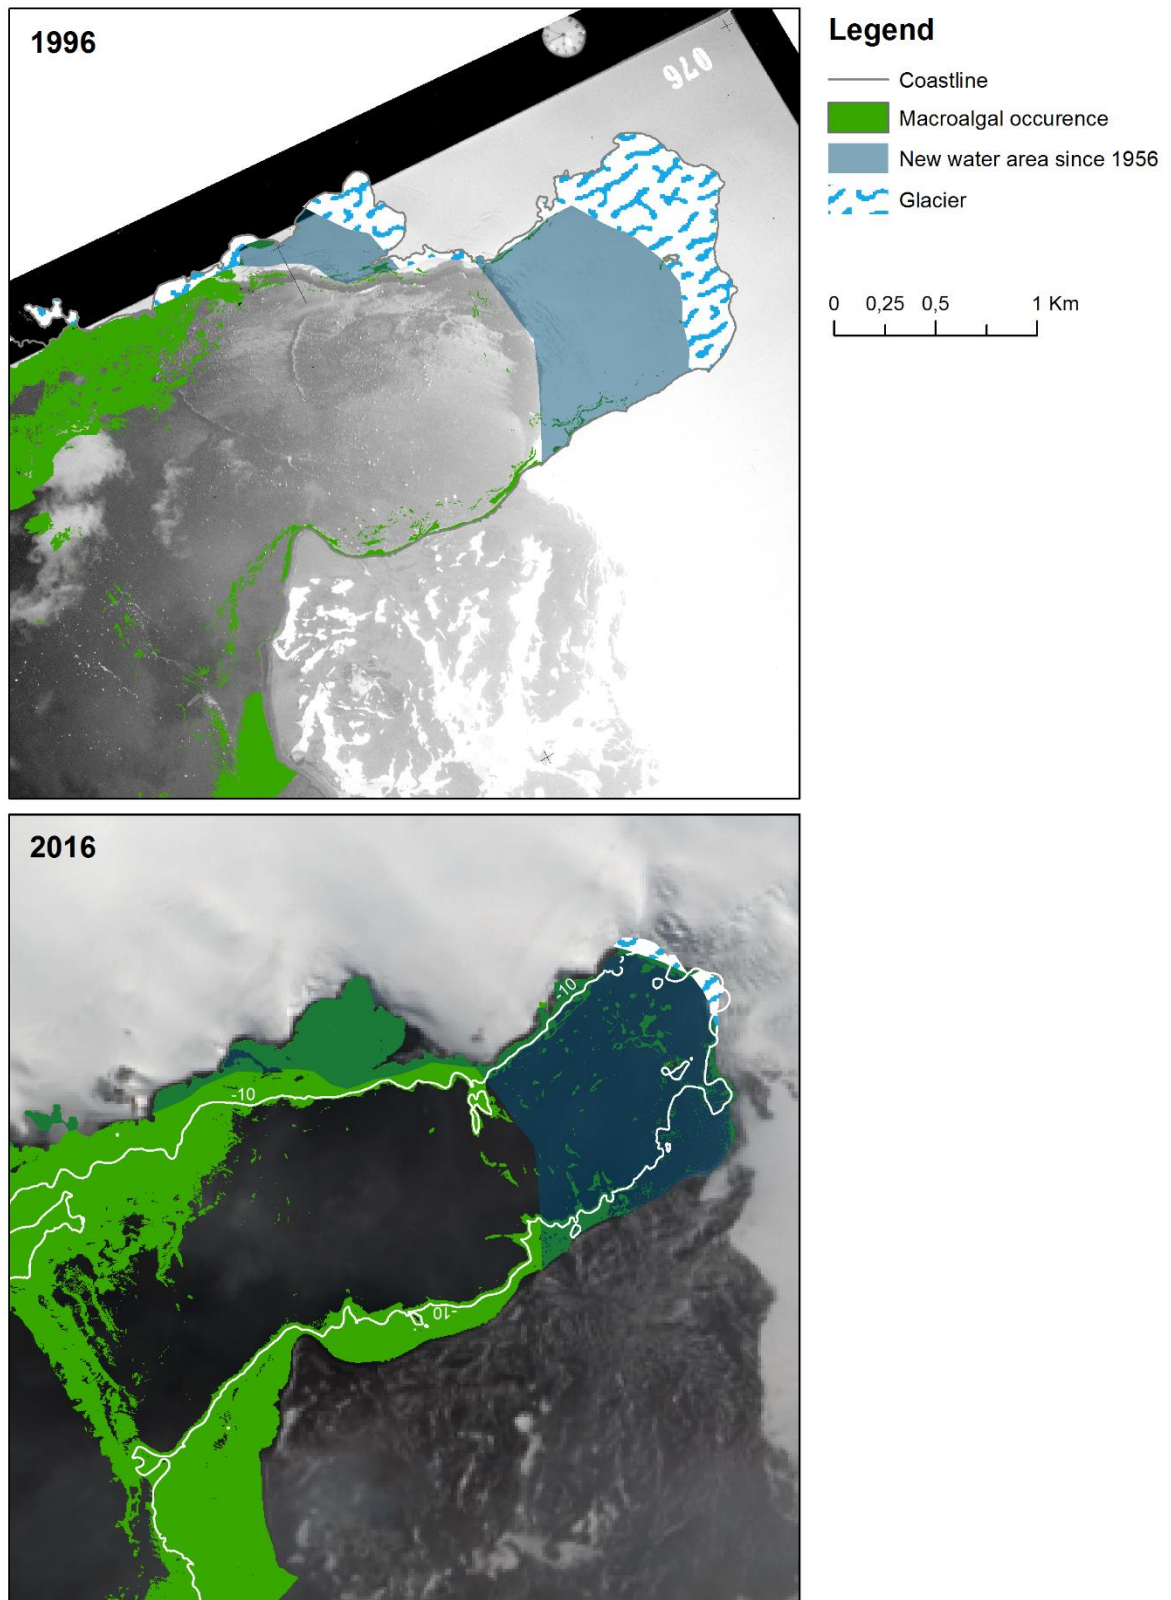 1996
076
Legend
Coastline
Macroalgal occurence
New water area since 1956
Glacier
0 0,25 0,5 1 Km
2016
-10
-10
-10